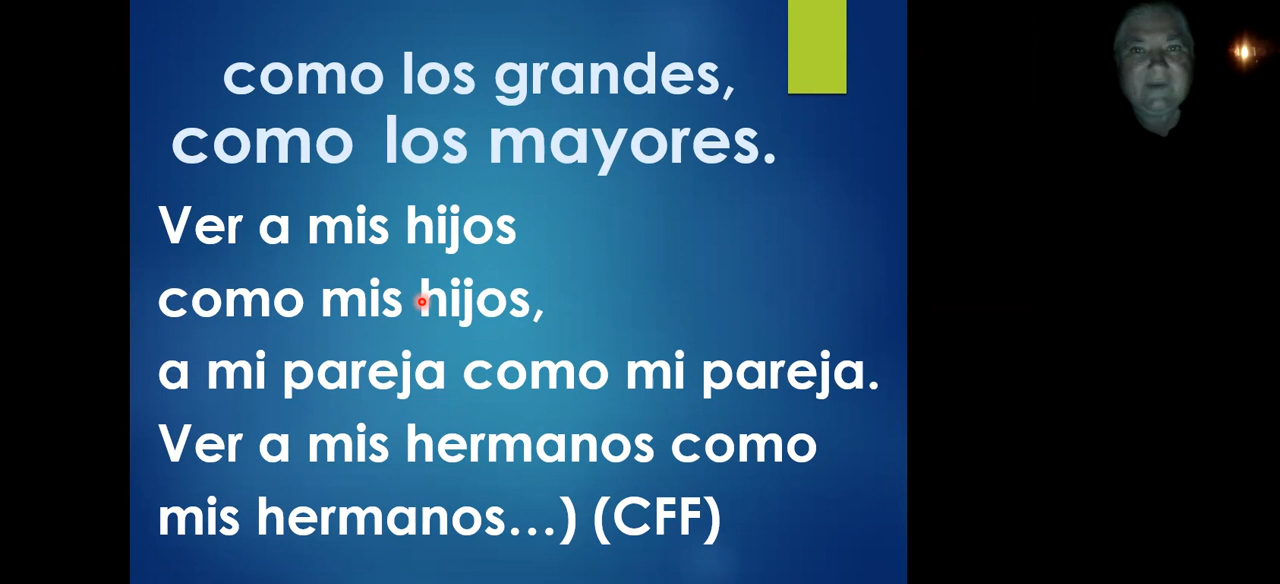 como los grandes,
como los mayores.
Ver a mis hijos
como mis hijos,
a mi pareja como mi pareja.
Ver a mis hermanos como
mis hermanos...) (CFF)